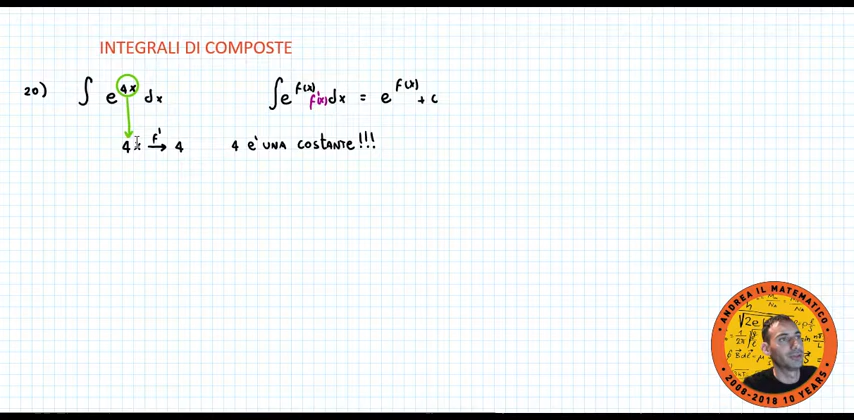 INTEGRALI DI COMPOSTE
20) ∫ e^{4x} dx ∫ e^{f(x)} f'(x) dx = e^{f(x)} + c
4x →^{f'} 4 4 E' UNA COSTANTE!!!
ANDREA IL MATEMATICO
2008-2018 10 YEARS